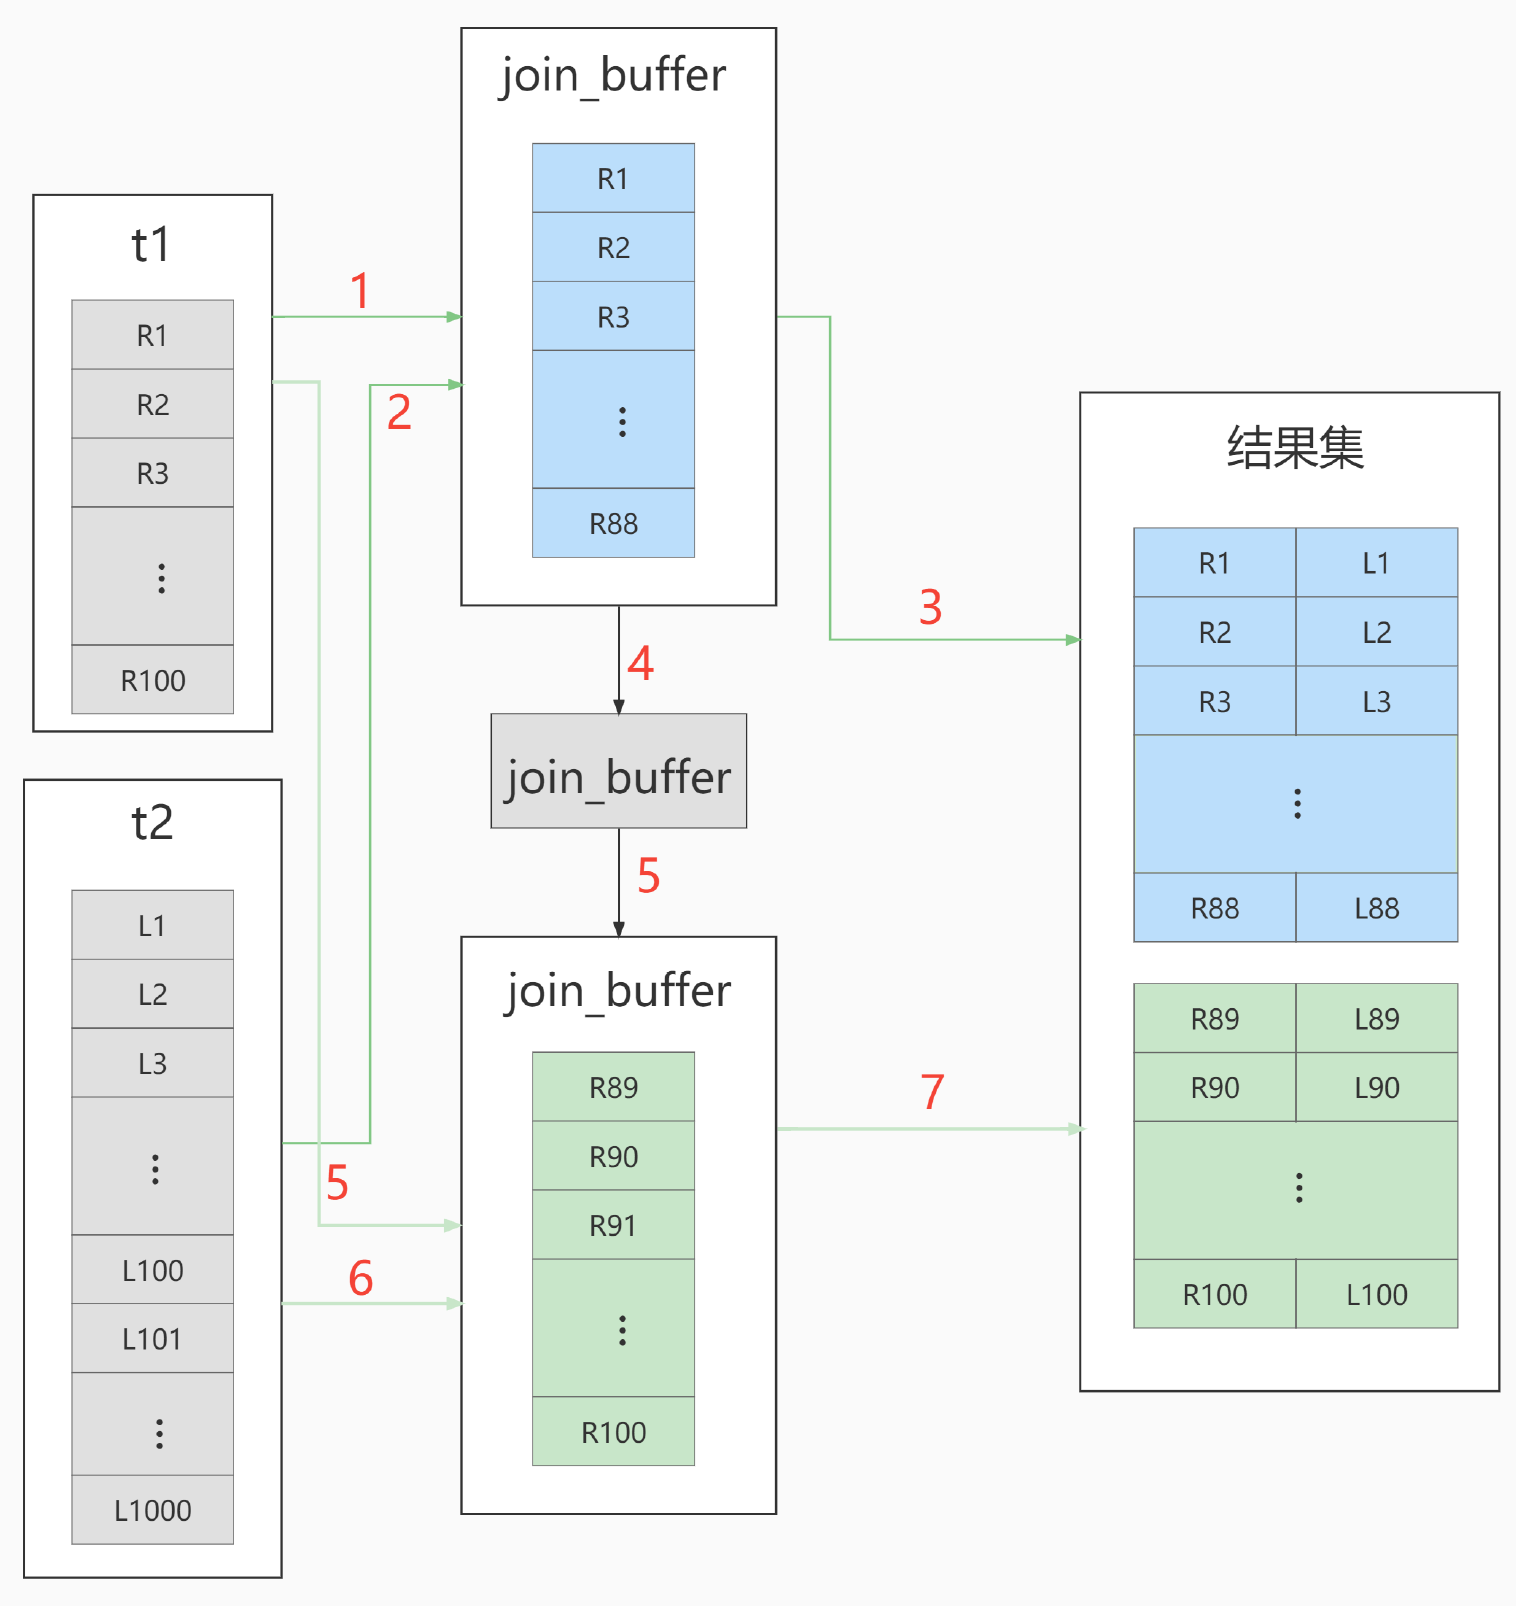 join_buffer
R1
R2
R3
⋮
R88
t1
R1
R2
R3
⋮
R100
1
2
3
4
join_buffer
5
t2
L1
L2
L3
⋮
L100
L101
⋮
L1000
5
6
join_buffer
R89
R90
R91
⋮
R100
7
结果集
R1 L1
R2 L2
R3 L3
⋮
R88 L88
R89 L89
R90 L90
⋮
R100 L100